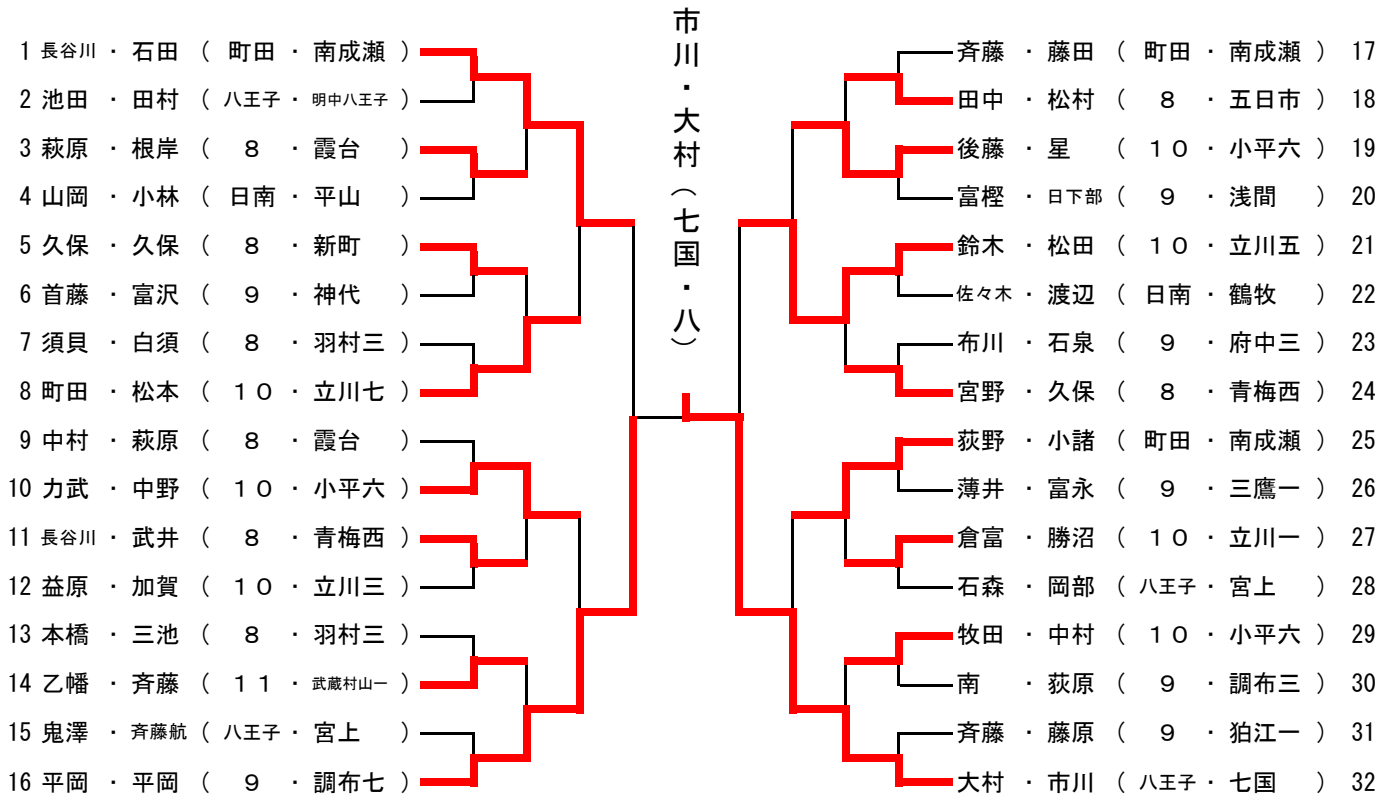 市川・大村（七国・八）
1 長谷川 ・ 石田 （ 町田 ・ 南成瀬 ）
2 池田 ・ 田村 （ 八王子 ・ 明中八王子 ）
3 萩原 ・ 根岸 （ 8 ・ 霞台 ）
4 山岡 ・ 小林 （ 日南 ・ 平山 ）
5 久保 ・ 久保 （ 8 ・ 新町 ）
6 首藤 ・ 富沢 （ 9 ・ 神代 ）
7 須貝 ・ 白須 （ 8 ・ 羽村三 ）
8 町田 ・ 松本 （ １０ ・ 立川七 ）
9 中村 ・ 萩原 （ 8 ・ 霞台 ）
10 力武 ・ 中野 （ １０ ・ 小平六 ）
11 長谷川 ・ 武井 （ 8 ・ 青梅西 ）
12 益原 ・ 加賀 （ １０ ・ 立川三 ）
13 本橋 ・ 三池 （ 8 ・ 羽村三 ）
14 乙幡 ・ 斉藤 （ １１ ・ 武蔵村山一 ）
15 鬼澤 ・ 斉藤航 （ 八王子 ・ 宮上 ）
16 平岡 ・ 平岡 （ 9 ・ 調布七 ）
斉藤 ・ 藤田 （ 町田 ・ 南成瀬 ） 17
田中 ・ 松村 （ 8 ・ 五日市 ） 18
後藤 ・ 星 （ １０ ・ 小平六 ） 19
富樫 ・ 日下部 （ 9 ・ 浅間 ） 20
鈴木 ・ 松田 （ １０ ・ 立川五 ） 21
佐々木 ・ 渡辺 （ 日南 ・ 鶴牧 ） 22
布川 ・ 石泉 （ 9 ・ 府中三 ） 23
宮野 ・ 久保 （ 8 ・ 青梅西 ） 24
荻野 ・ 小諸 （ 町田 ・ 南成瀬 ） 25
薄井 ・ 富永 （ 9 ・ 三鷹一 ） 26
倉富 ・ 勝沼 （ １０ ・ 立川一 ） 27
石森 ・ 岡部 （ 八王子 ・ 宮上 ） 28
牧田 ・ 中村 （ １０ ・ 小平六 ） 29
南 ・ 荻原 （ 9 ・ 調布三 ） 30
斉藤 ・ 藤原 （ 9 ・ 狛江一 ） 31
大村 ・ 市川 （ 八王子 ・ 七国 ） 32